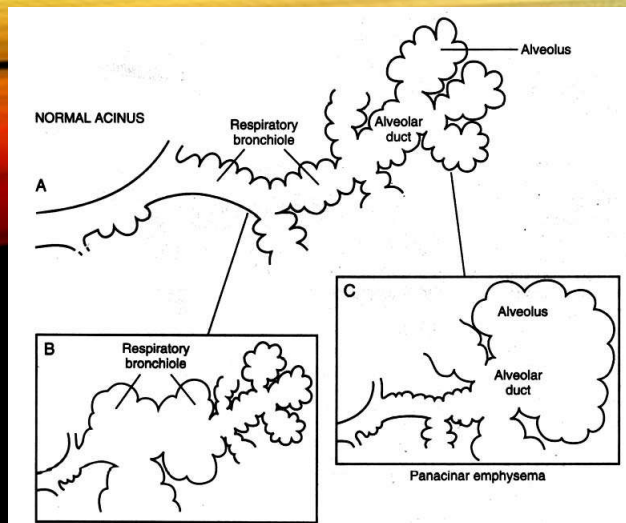 Alveolus
NORMAL ACINUS
Respiratory
bronchiole
Alveolar
duct
A
C
Alveolus
Alveolar
duct
B
Respiratory
bronchiole
Panacinar emphysema